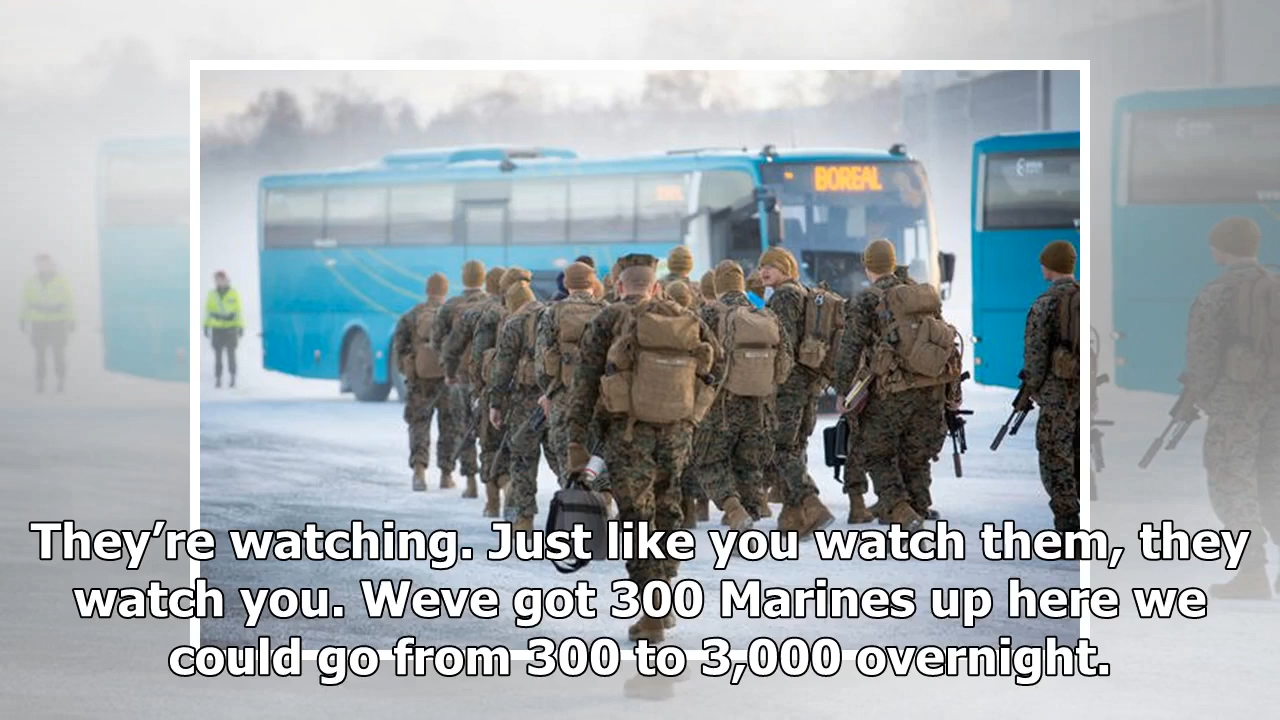 BOREAL
They’re watching. Just like you watch them, they
watch you. Weve got 300 Marines up here we
could go from 300 to 3,000 overnight.